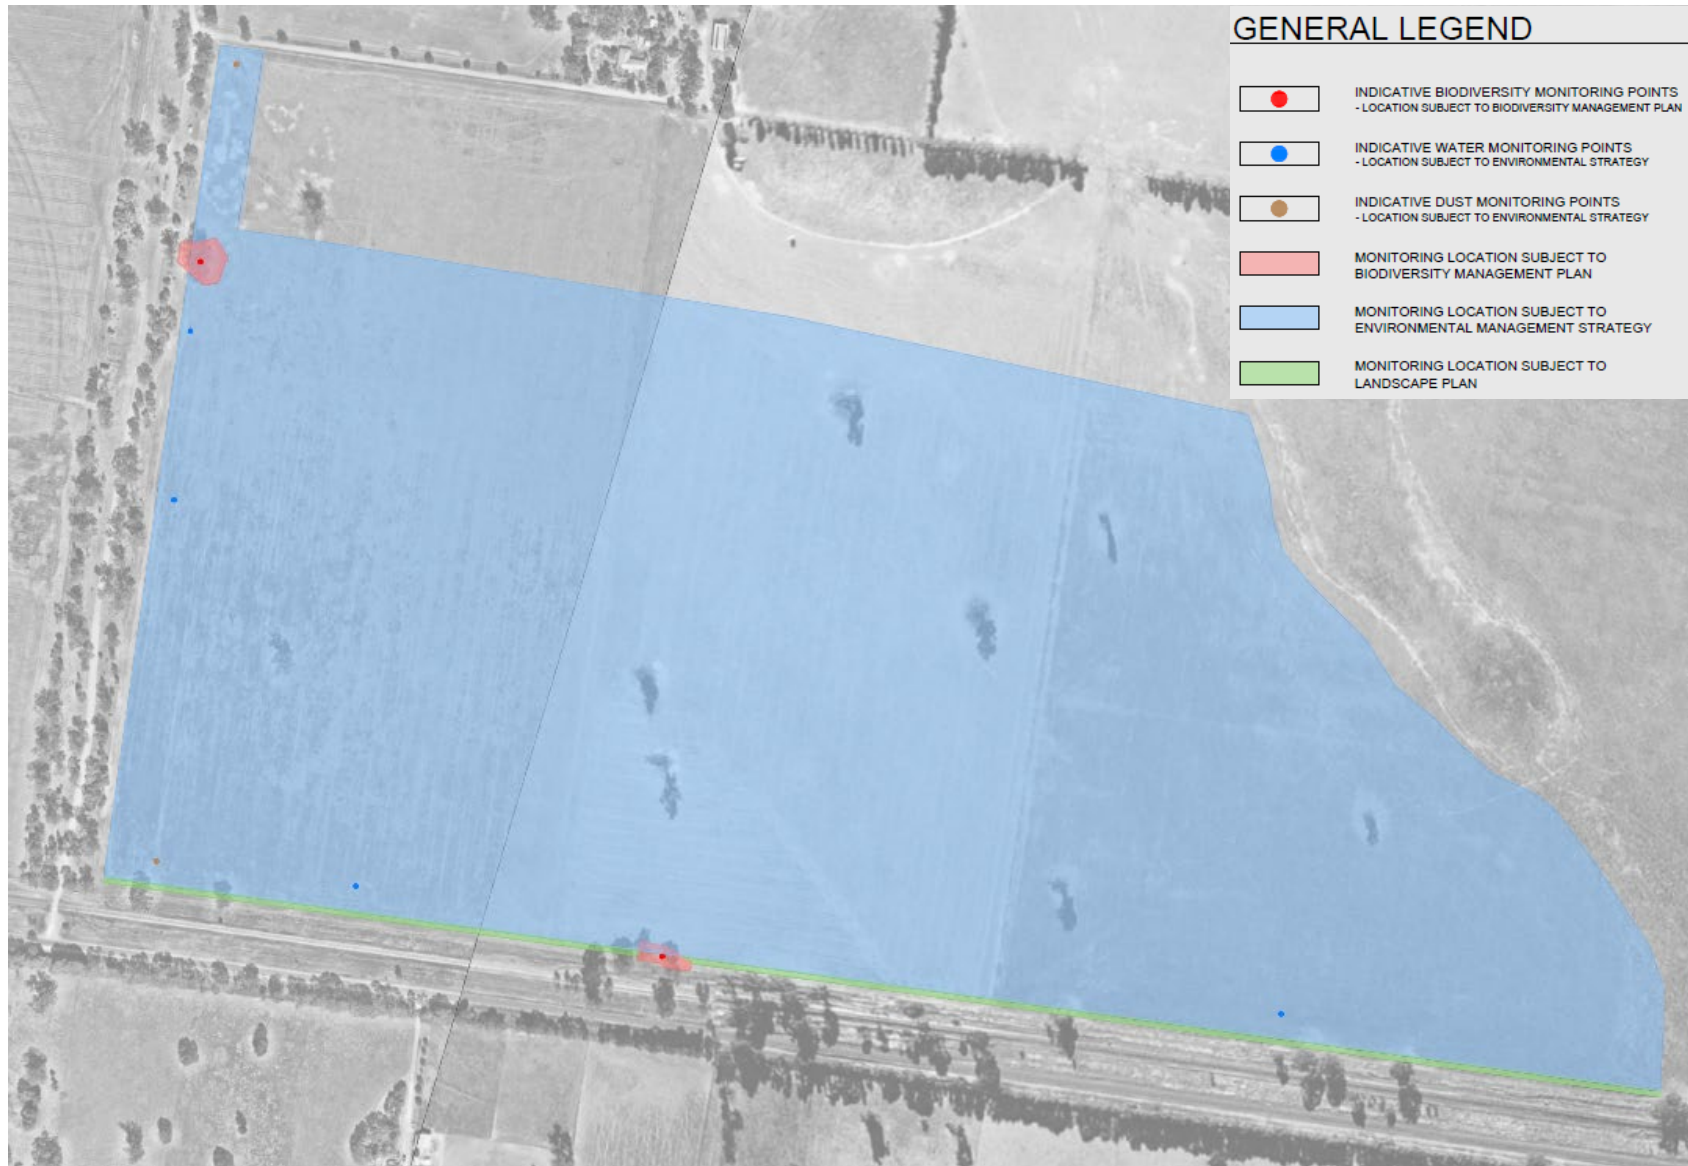 GENERAL LEGEND
INDICATIVE BIODIVERSITY MONITORING POINTS
- LOCATION SUBJECT TO BIODIVERSITY MANAGEMENT PLAN
INDICATIVE WATER MONITORING POINTS
- LOCATION SUBJECT TO ENVIRONMENTAL STRATEGY
INDICATIVE DUST MONITORING POINTS
- LOCATION SUBJECT TO ENVIRONMENTAL STRATEGY
MONITORING LOCATION SUBJECT TO
BIODIVERSITY MANAGEMENT PLAN
MONITORING LOCATION SUBJECT TO
ENVIRONMENTAL MANAGEMENT STRATEGY
MONITORING LOCATION SUBJECT TO
LANDSCAPE PLAN